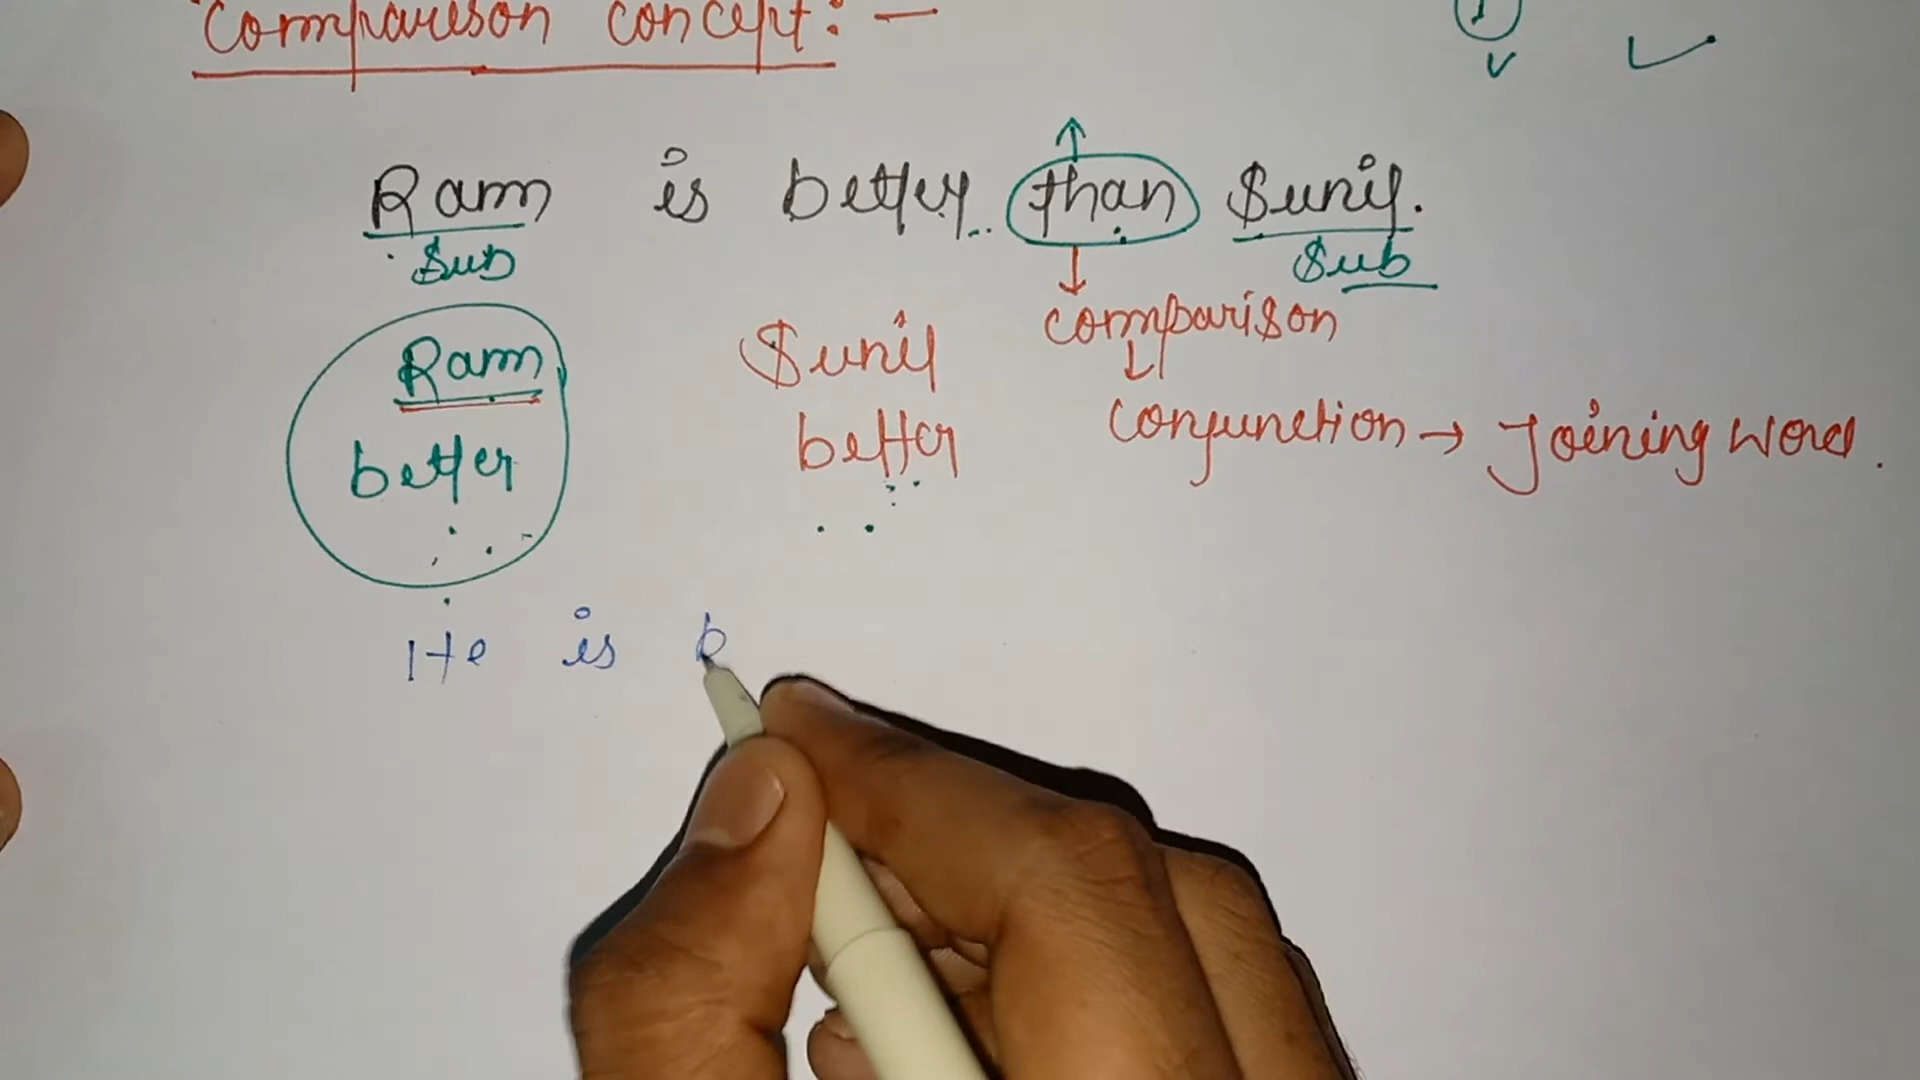 Comparison concept: —
Ram is better than Sunil.
Sub Sub
Ram Sunil comparison
better better conjunction → Joining word.
He is b